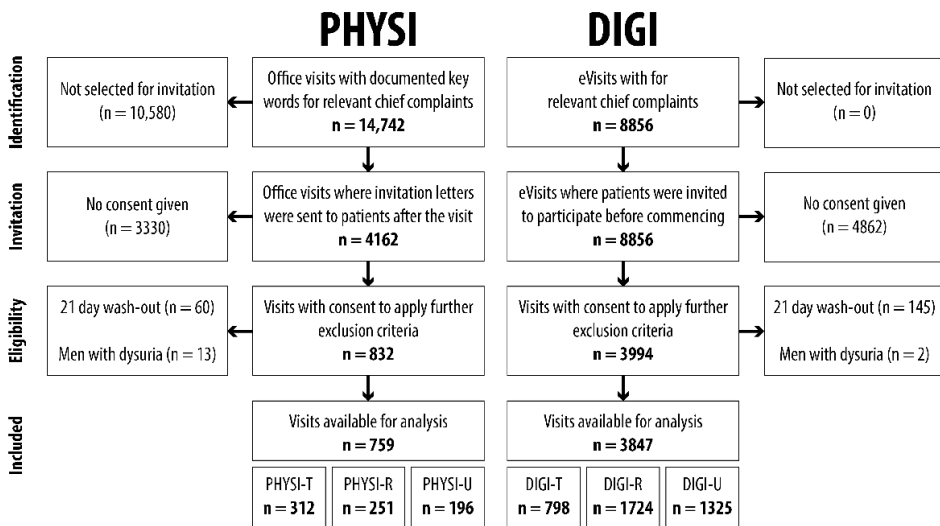 PHYSI
DIGI
Identification
Not selected for invitation
(n = 10,580)
Office visits with documented key
words for relevant chief complaints
n = 14,742
eVisits with for
relevant chief complaints
n = 8856
Not selected for invitation
(n = 0)
Invitation
No consent given
(n = 3330)
Office visits where invitation letters
were sent to patients after the visit
n = 4162
eVisits where patients were invited
to participate before commencing
n = 8856
No consent given
(n = 4862)
Eligibility
21 day wash-out (n = 60)
Men with dysuria (n = 13)
Visits with consent to apply further
exclusion criteria
n = 832
Visits with consent to apply further
exclusion criteria
n = 3994
21 day wash-out (n = 145)
Men with dysuria (n = 2)
Included
Visits available for analysis
n = 759
Visits available for analysis
n = 3847
PHYSI-T
n = 312
PHYSI-R
n = 251
PHYSI-U
n = 196
DIGI-T
n = 798
DIGI-R
n = 1724
DIGI-U
n = 1325